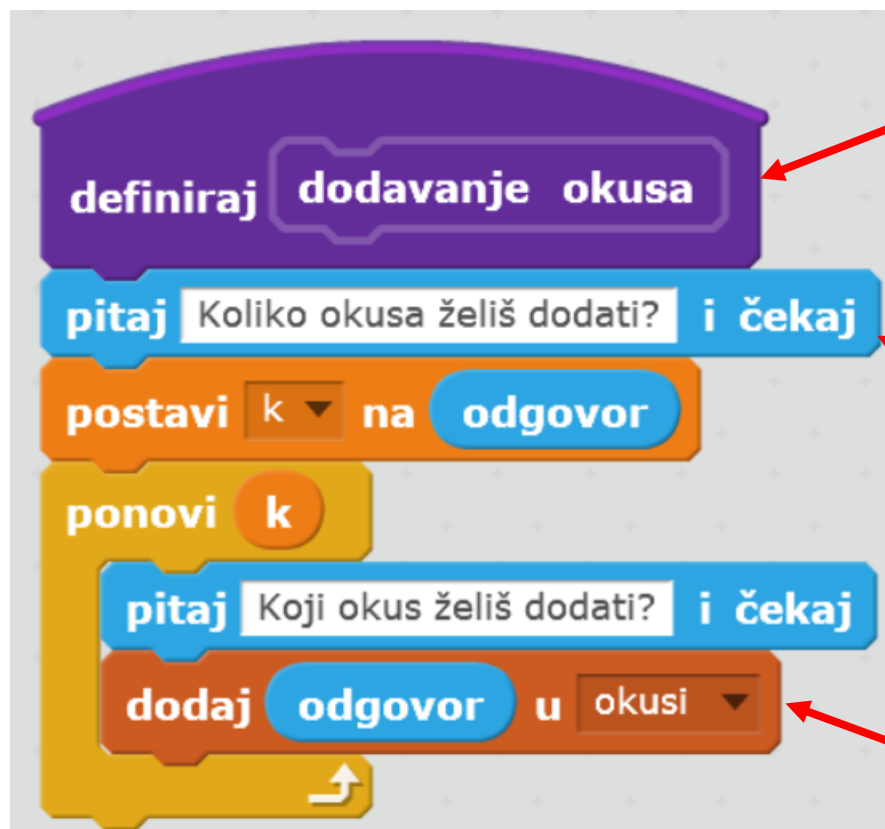 definiraj dodavanje okusa
pitaj Koliko okusa želiš dodati? i čekaj
postavi k na odgovor
ponovi k
pitaj Koji okus želiš dodati? i čekaj
dodaj odgovor u okusi